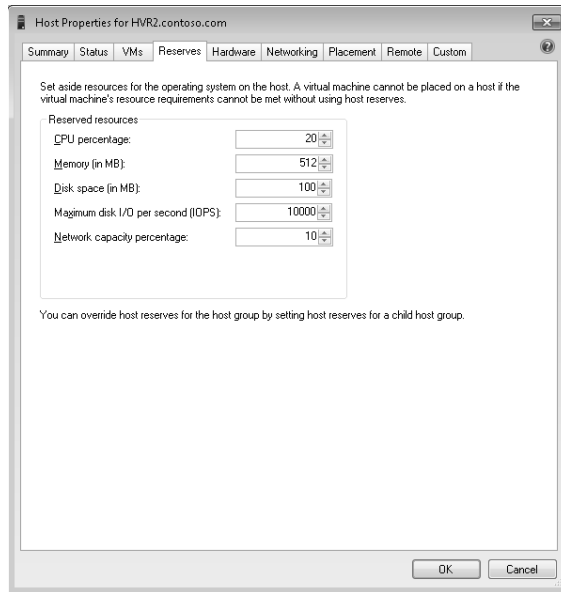 Host Properties for HVR2.contoso.com
Summary Status VMs Reserves Hardware Networking Placement Remote Custom
Set aside resources for the operating system on the host. A virtual machine cannot be placed on a host if the
virtual machine's resource requirements cannot be met without using host reserves.
Reserved resources
CPU percentage: 20
Memory (in MB): 512
Disk space (in MB): 100
Maximum disk I/O per second (IOPS): 10000
Network capacity percentage: 10
You can override host reserves for the host group by setting host reserves for a child host group.
OK Cancel